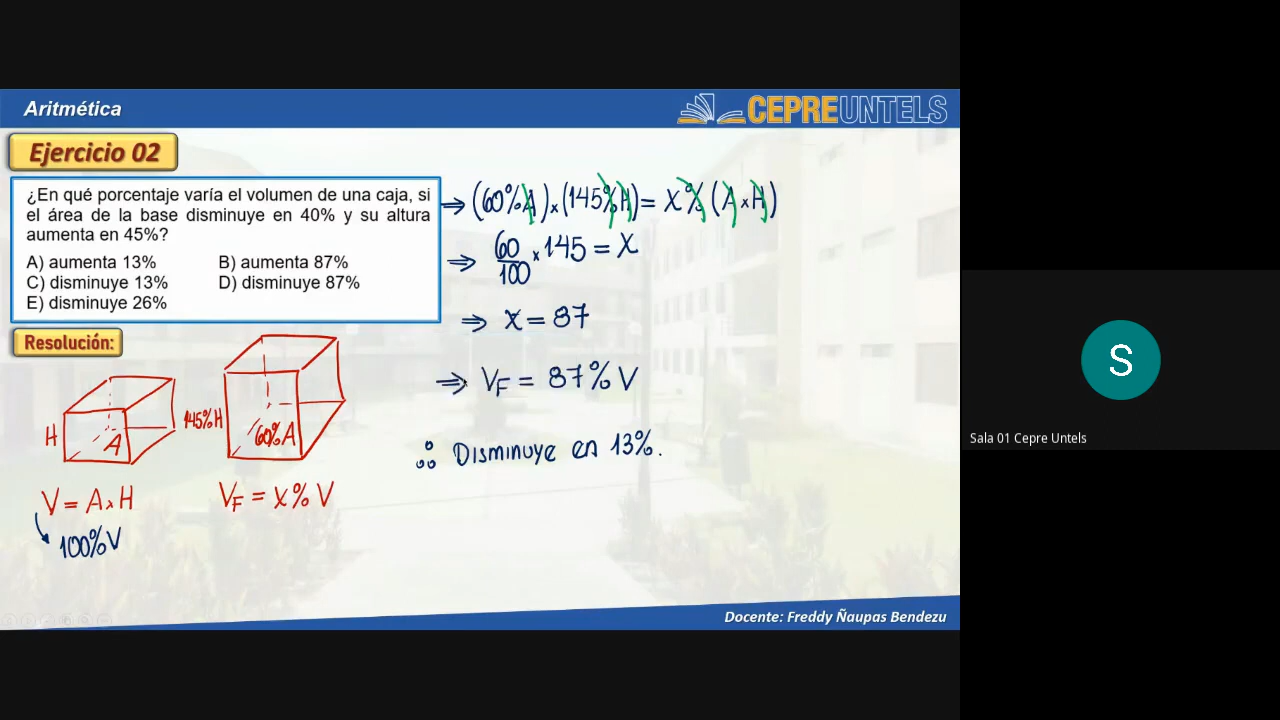 Aritmética
CEPREUNTELS
Ejercicio 02
¿En qué porcentaje varía el volumen de una caja, si
el área de la base disminuye en 40% y su altura
aumenta en 45%?
A) aumenta 13% B) aumenta 87%
C) disminuye 13% D) disminuye 87%
E) disminuye 26%
Resolución:
H
A
145%H
60%A
V = A×H
100%V
V_F = X% V
⇒ (60%A)×(145%H) = X%(A×H)
⇒ 60/100 × 145 = X
⇒ X = 87
⇒ V_F = 87% V
∴ Disminuye en 13%.
Docente: Freddy Ñaupas Bendezu
S
Sala 01 Cepre Untels